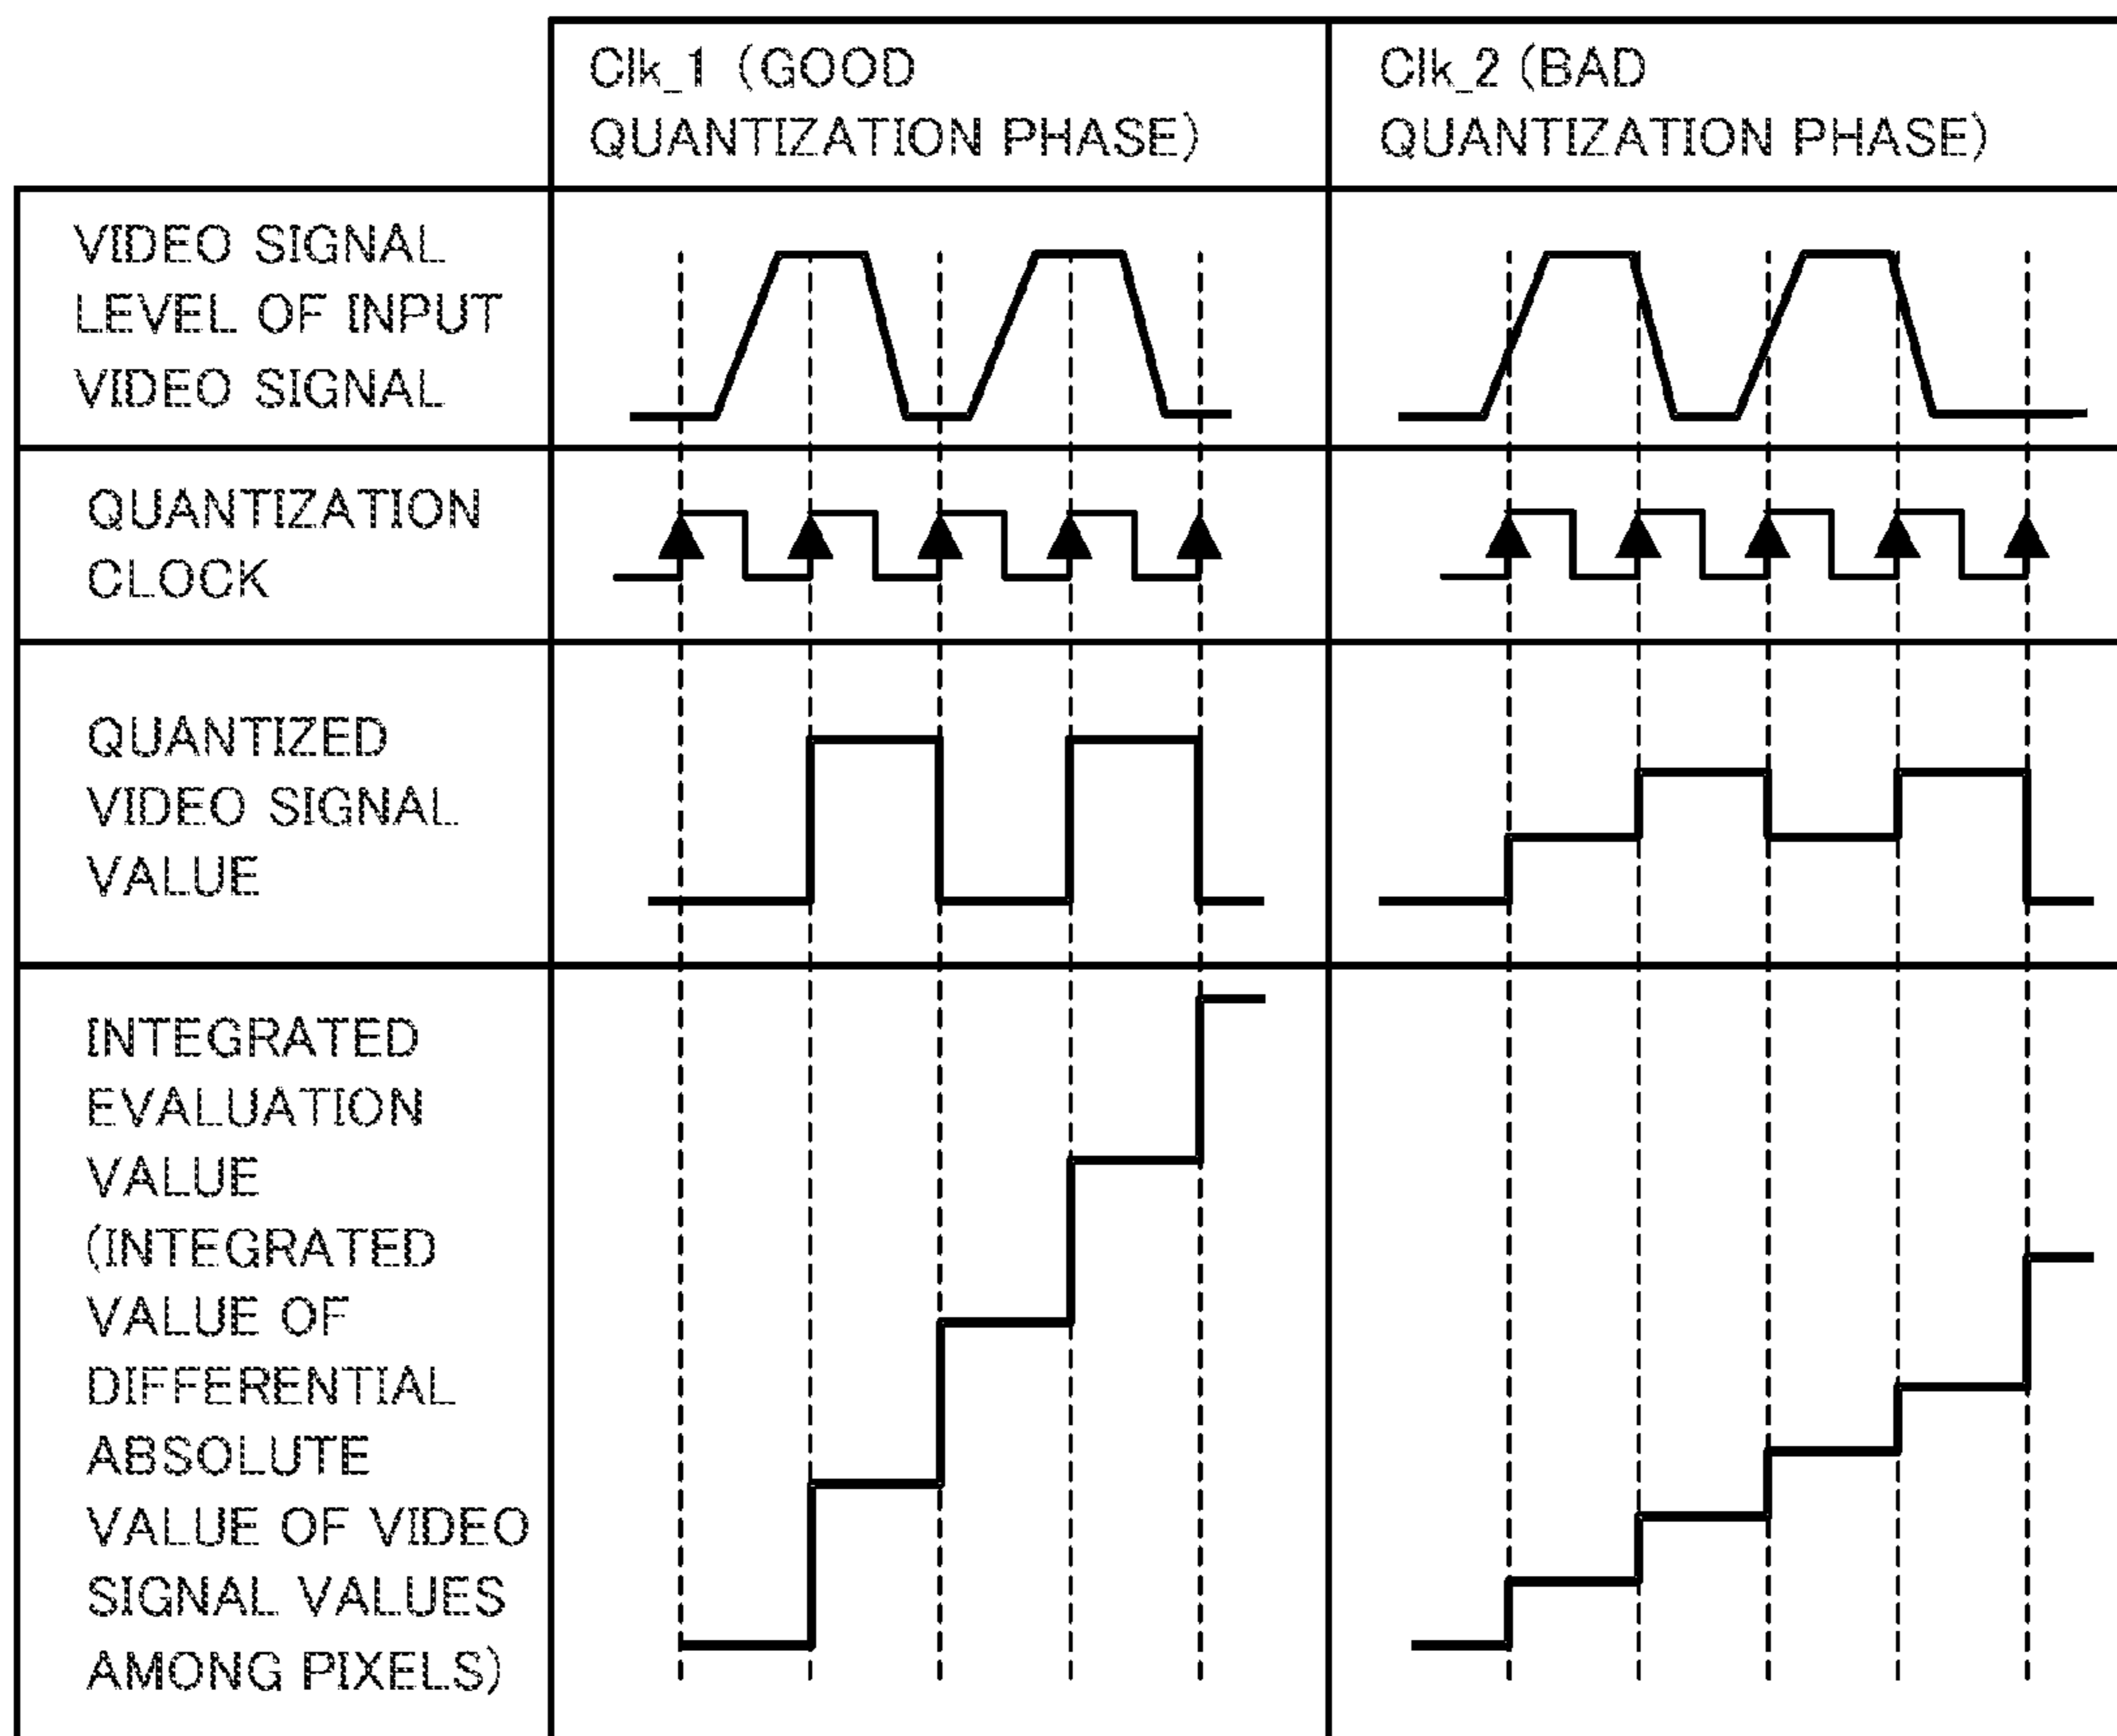 Clk_1 (GOOD
QUANTIZATION PHASE)
Clk_2 (BAD
QUANTIZATION PHASE)
VIDEO SIGNAL
LEVEL OF INPUT
VIDEO SIGNAL
QUANTIZATION
CLOCK
QUANTIZED
VIDEO SIGNAL
VALUE
INTEGRATED
EVALUATION
VALUE
(INTEGRATED
VALUE OF
DIFFERENTIAL
ABSOLUTE
VALUE OF VIDEO
SIGNAL VALUES
AMONG PIXELS)